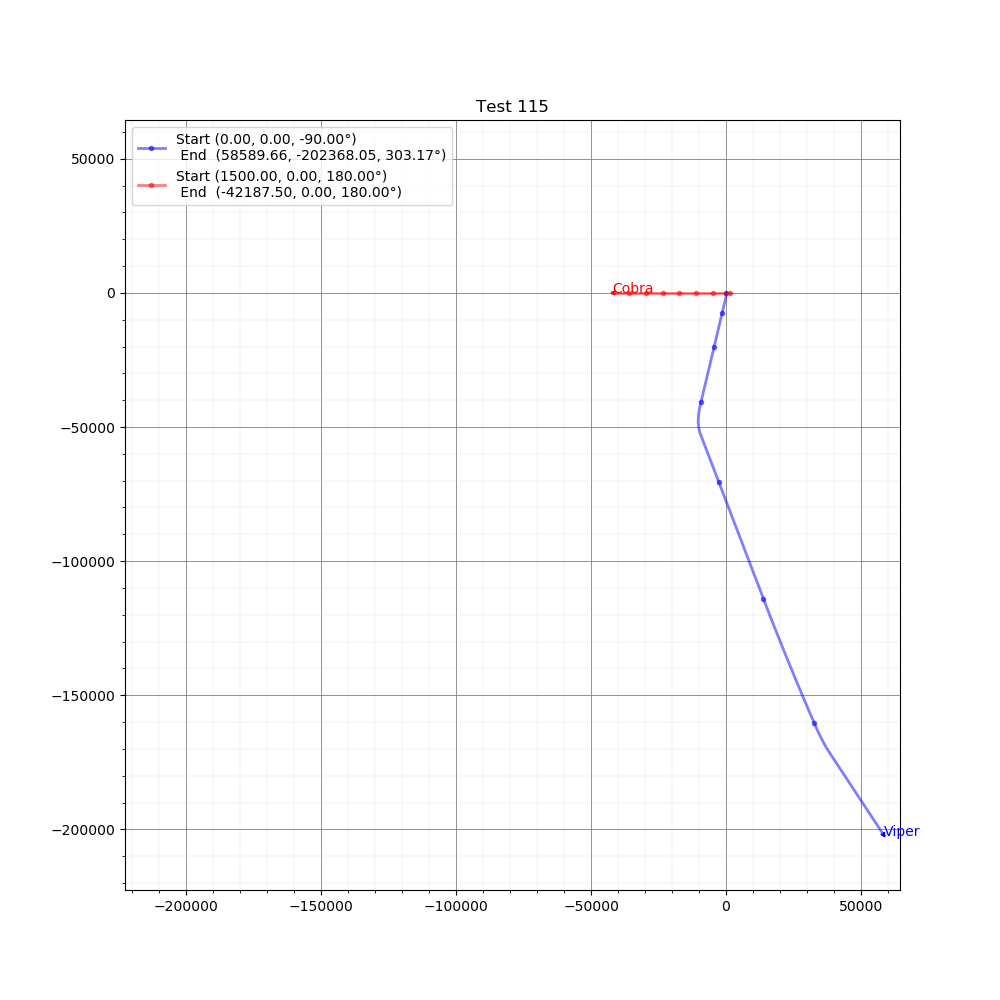 Test 115
Start (0.00, 0.00, -90.00°)
End (58589.66, -202368.05, 303.17°)
Start (1500.00, 0.00, 180.00°)
End (-42187.50, 0.00, 180.00°)
50000
0
−50000
−100000
−150000
−200000
Cobra
Viper
−200000
−150000
−100000
−50000
0
50000